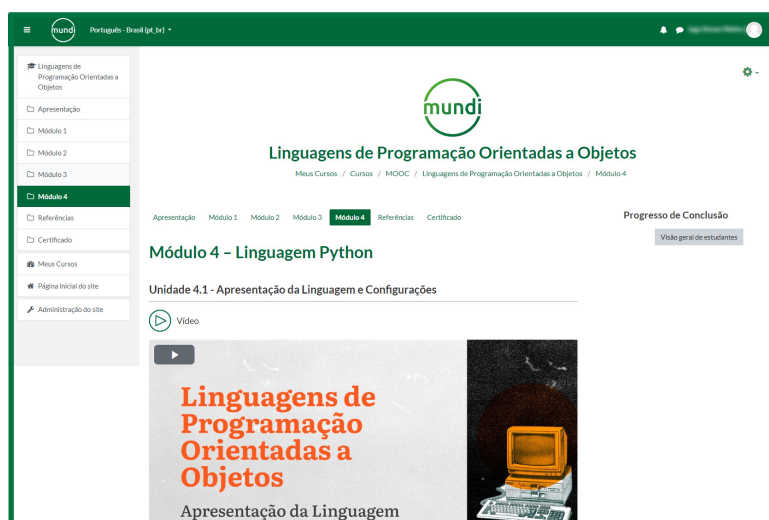 mundi
Português - Brasil (pt_br)
Linguagens de
Programação Orientadas a
Objetos
Apresentação
Módulo 1
Módulo 2
Módulo 3
Módulo 4
Referências
Certificado
Meus Cursos
Página inicial do site
Administração do site
mundi
Linguagens de Programação Orientadas a Objetos
Meus Cursos / Cursos / MOOC / Linguagens de Programação Orientadas a Objetos / Módulo 4
Apresentação Módulo 1 Módulo 2 Módulo 3 Módulo 4 Referências Certificado
Progresso de Conclusão
Visão geral de estudantes
Módulo 4 – Linguagem Python
Unidade 4.1 - Apresentação da Linguagem e Configurações
Vídeo
Linguagens de
Programação
Orientadas a
Objetos
Apresentação da Linguagem